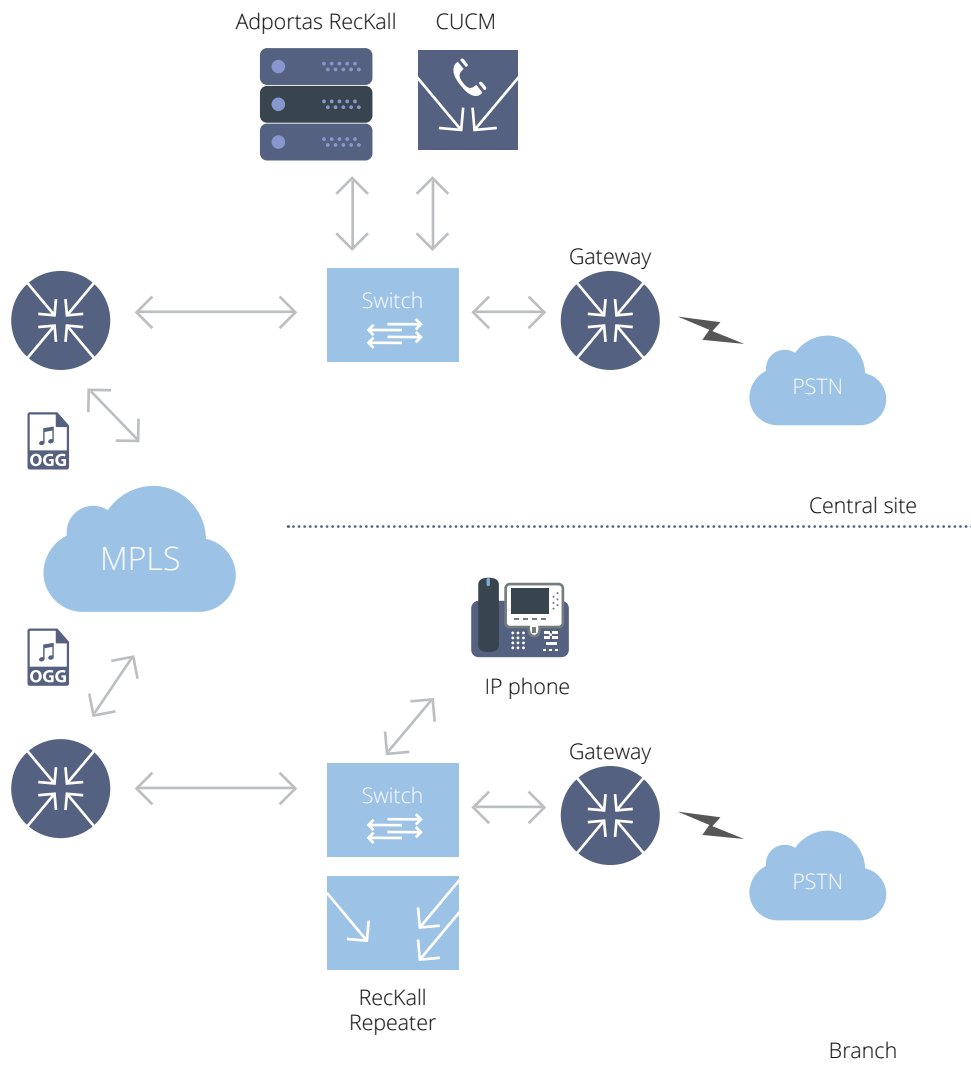 Adportas RecKall
CUCM
Gateway
Switch
PSTN
OGG
Central site
MPLS
OGG
IP phone
Gateway
Switch
PSTN
RecKall
Repeater
Branch